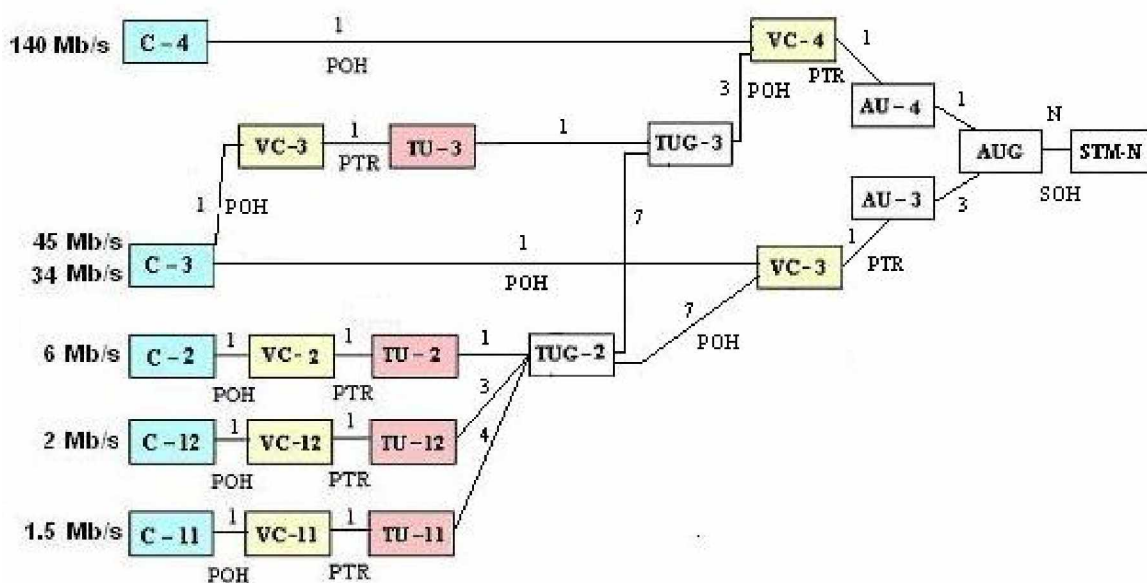 140 Mb/s C - 4 1 POH VC-4 1
3 POH PTR
AU-4 1
VC-3 1 PTR TU-3 1 TUG-3
N
AUG STM-N
SOH
1 POH
7
AU-3 3
45 Mb/s
34 Mb/s C-3 1 POH VC-3 1 PTR
7 POH
6 Mb/s C-2 1 VC-2 1 TU-2 1 TUG-2
POH PTR
3
2 Mb/s C-12 1 VC-12 1 TU-12
4
POH PTR
1.5 Mb/s C-11 1 VC-11 1 TU-11
POH PTR